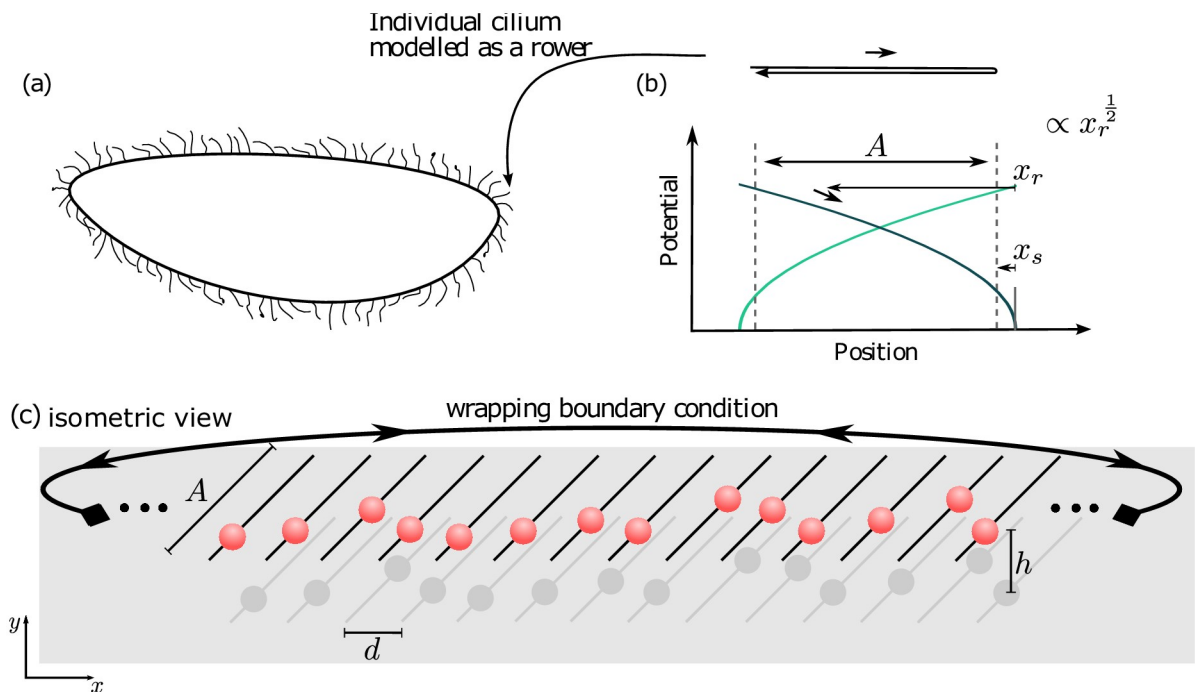 Individual cilium
modelled as a rower
(a)
(b)
∝ x_r^{1/2}
A
x_r
x_s
Potential
Position
(c) isometric view
wrapping boundary condition
A
h
d
y
x